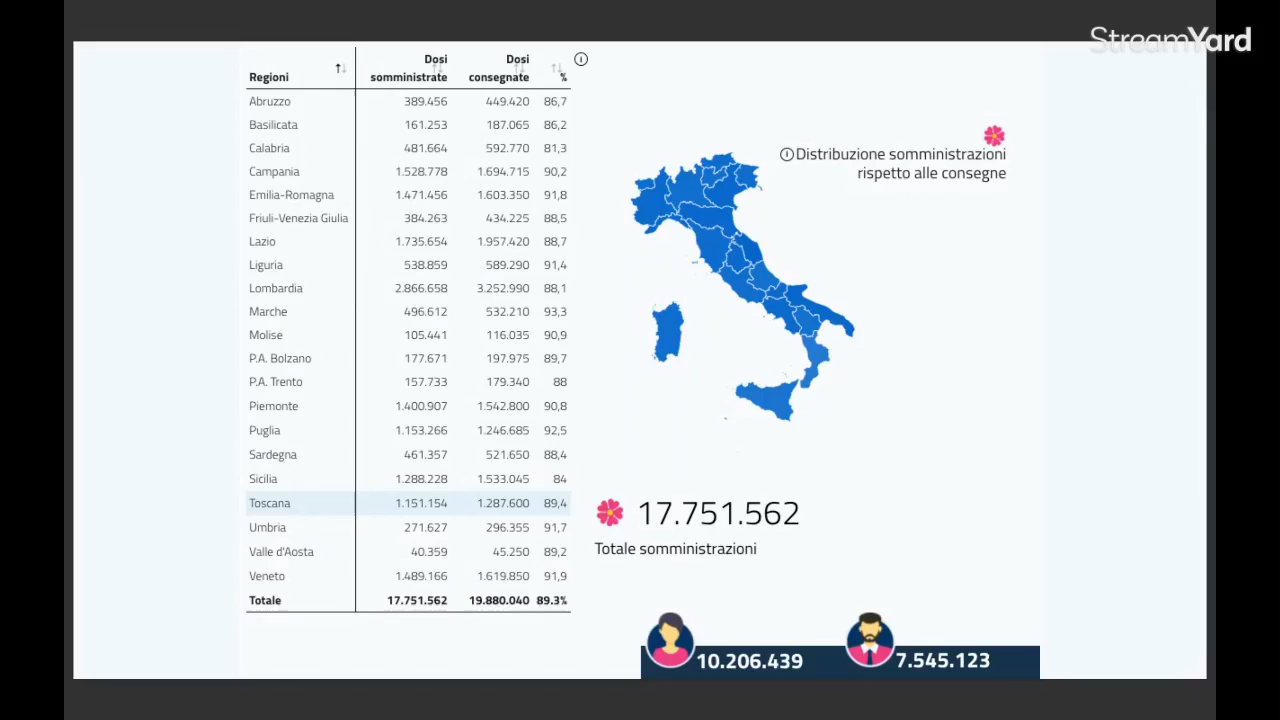 StreamYard
Regioni Dosi somministrate Dosi consegnate %
Abruzzo 389.456 449.420 86,7
Basilicata 161.253 187.065 86,2
Calabria 481.664 592.770 81,3
Campania 1.528.778 1.694.715 90,2
Emilia-Romagna 1.471.456 1.603.350 91,8
Friuli-Venezia Giulia 384.263 434.225 88,5
Lazio 1.735.654 1.957.420 88,7
Liguria 538.859 589.290 91,4
Lombardia 2.866.658 3.252.990 88,1
Marche 496.612 532.210 93,3
Molise 105.441 116.035 90,9
P.A. Bolzano 177.671 197.975 89,7
P.A. Trento 157.733 179.340 88
Piemonte 1.400.907 1.542.800 90,8
Puglia 1.153.266 1.246.685 92,5
Sardegna 461.357 521.650 88,4
Sicilia 1.288.228 1.533.045 84
Toscana 1.151.154 1.287.600 89,4
Umbria 271.627 296.355 91,7
Valle d'Aosta 40.359 45.250 89,2
Veneto 1.489.166 1.619.850 91,9
Totale 17.751.562 19.880.040 89.3%
Distribuzione somministrazioni
rispetto alle consegne
17.751.562
Totale somministrazioni
10.206.439 7.545.123